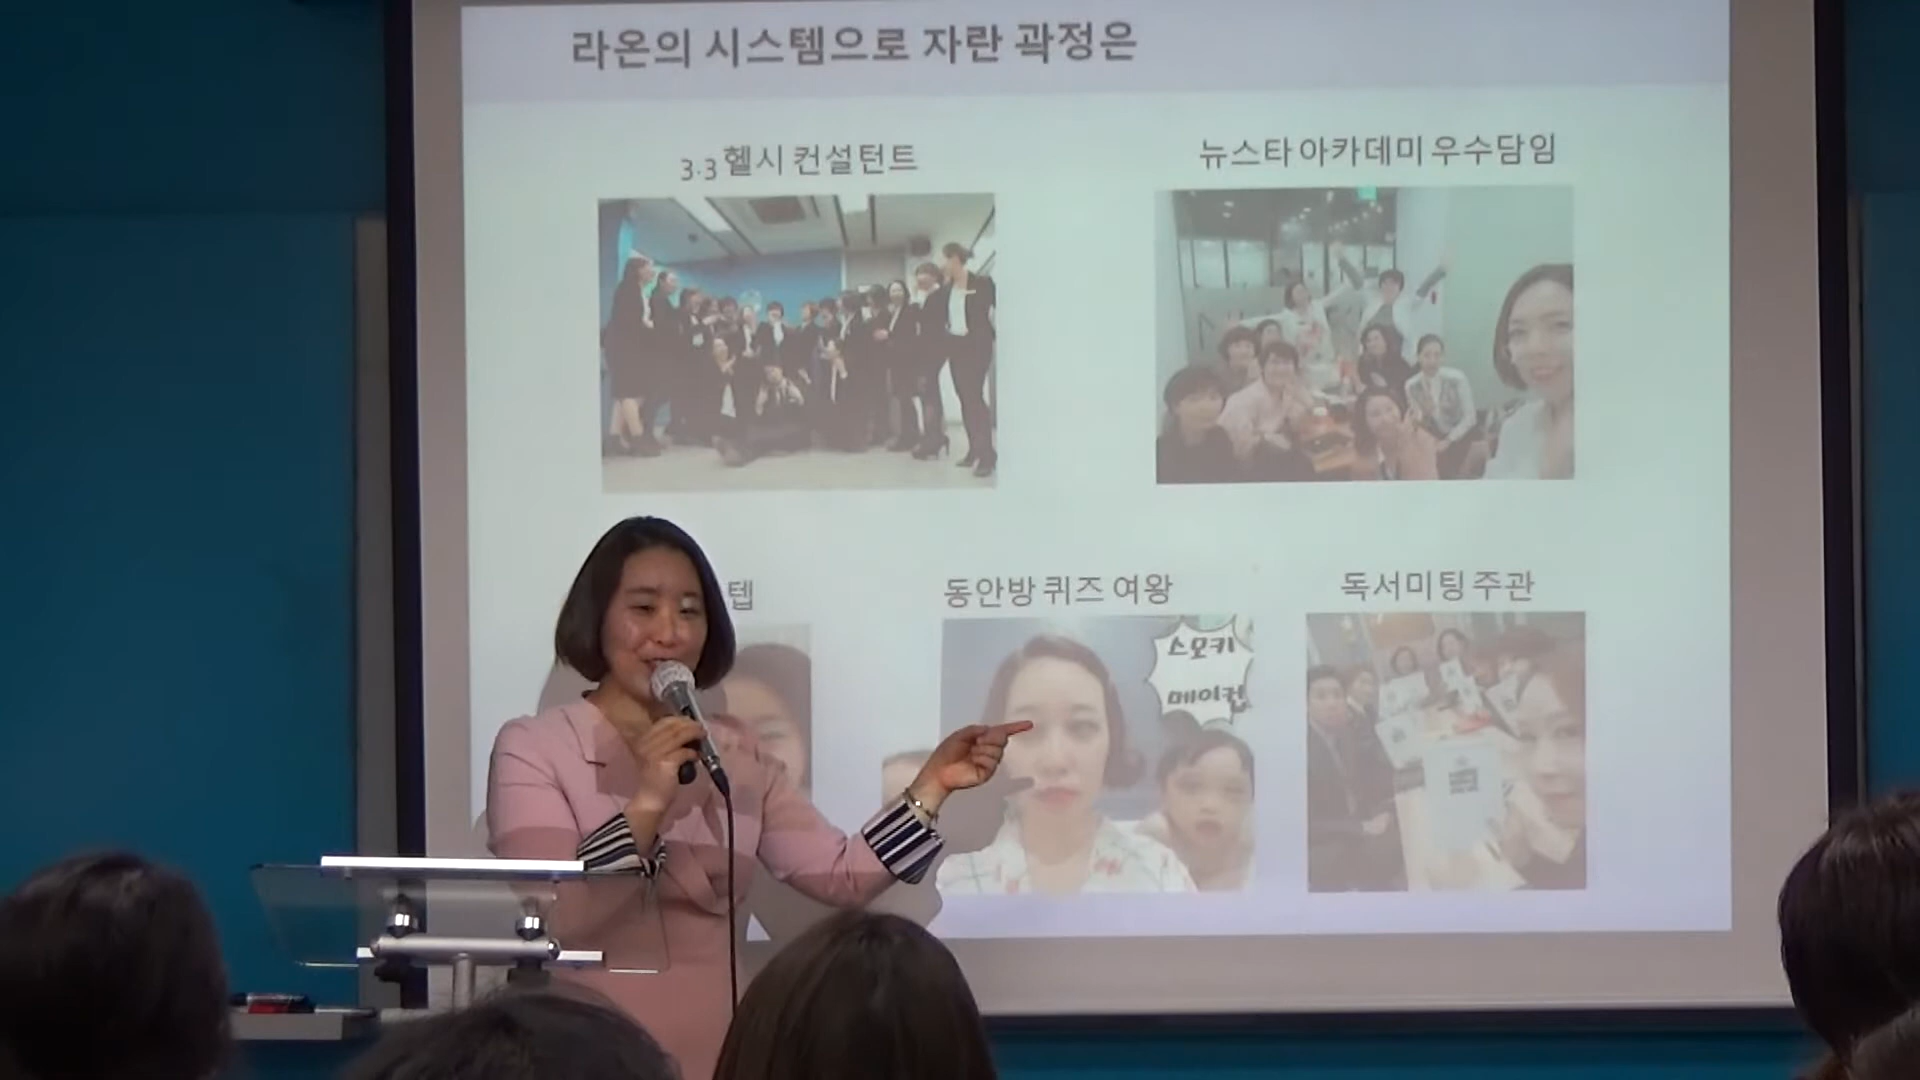 라온의 시스템으로 자란 곽정은
3.3 헬시 컨설턴트
뉴스타 아카데미 우수담임
텝
동안방 퀴즈 여왕
독서미팅 주관
스모키
메이컵